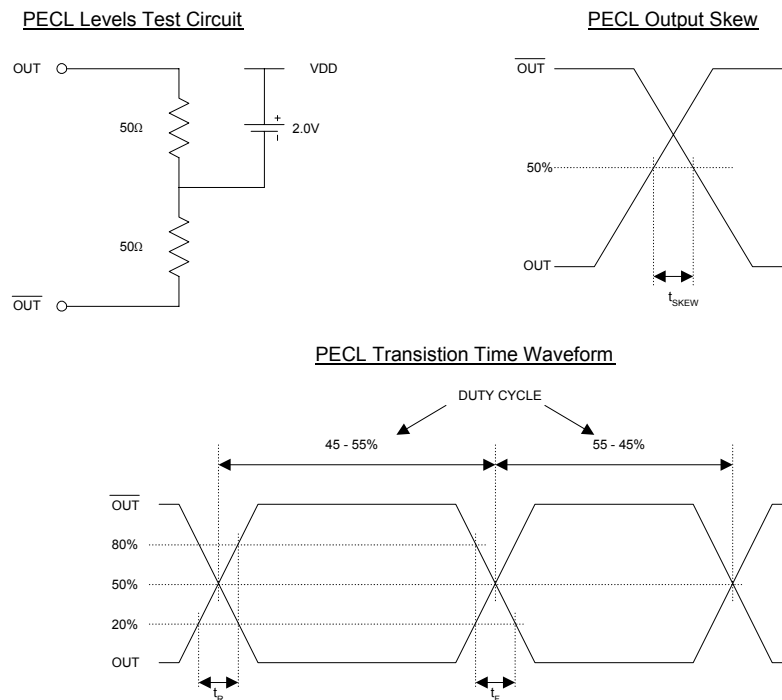 PECL Levels Test Circuit
OUT
VDD
50Ω
+
2.0V
-
50Ω
OUT
PECL Output Skew
OUT
50%
OUT
tSKEW
PECL Transistion Time Waveform
DUTY CYCLE
45 - 55%
55 - 45%
OUT
80%
50%
20%
OUT
tR
tF